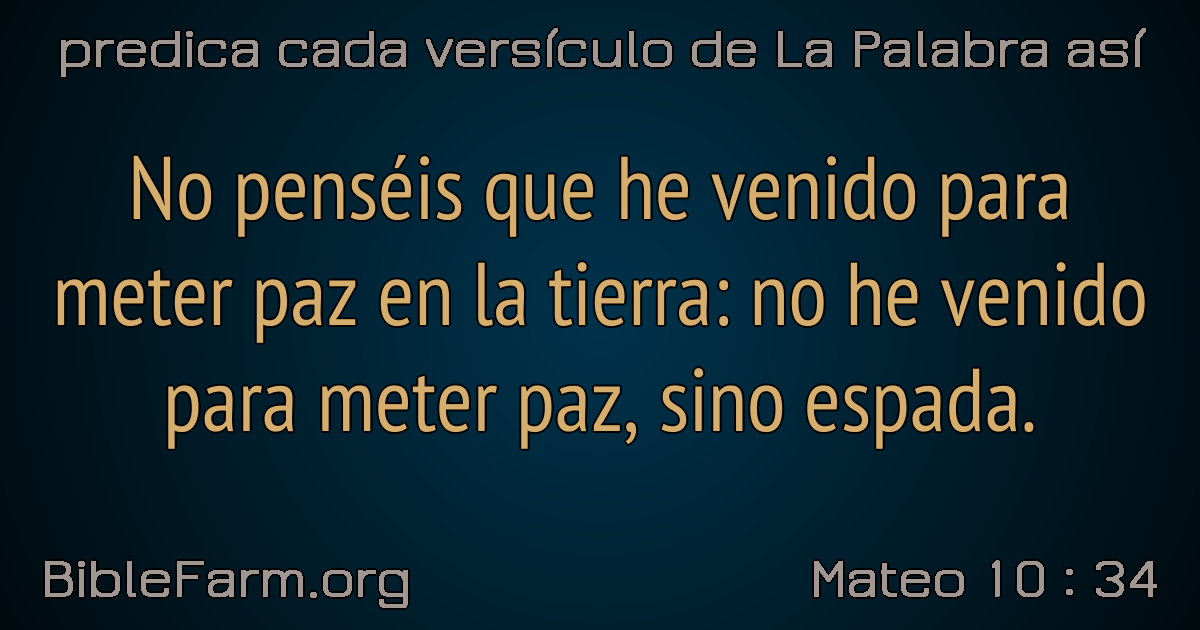 predica cada versículo de La Palabra así
No penséis que he venido para
meter paz en la tierra: no he venido
para meter paz, sino espada.
BibleFarm.org
Mateo 10 : 34